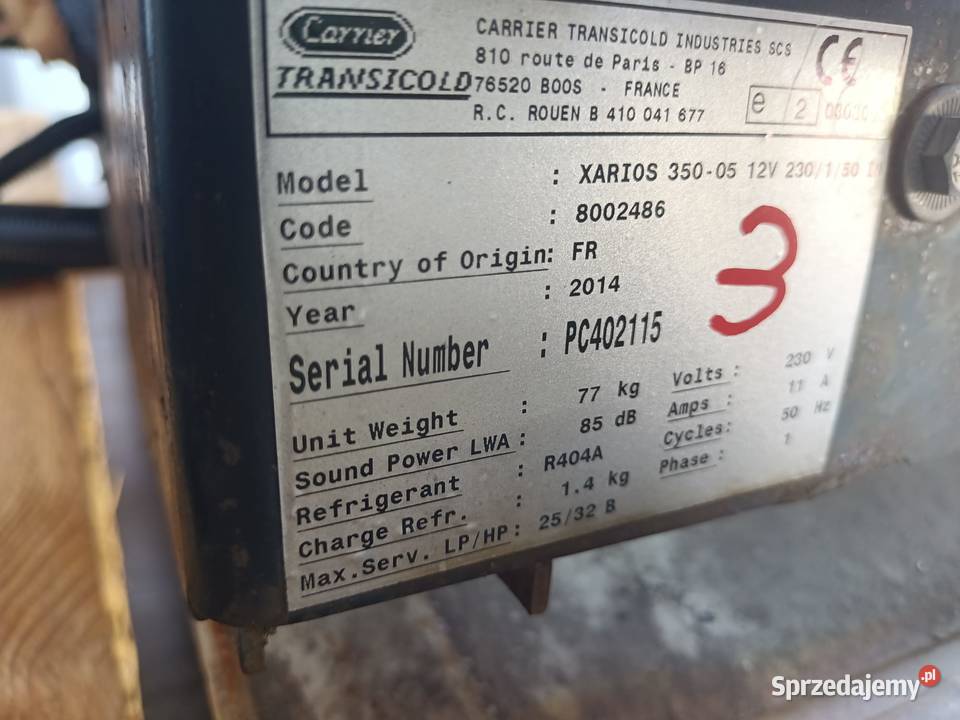 Carrier
TRANSICOLD
CARRIER TRANSICOLD INDUSTRIES SCS
810 route de Paris - BP 16
76520 BOOS - FRANCE
R.C. ROUEN B 410 041 677
CE
e 2
Model : XARIOS 350-05 12V 230/1/50
Code : 8002486
Country of Origin: FR
Year : 2014
3
Serial Number : PC402115
Unit Weight : 77 kg
Sound Power LWA : 85 dB
Refrigerant : R404A
Charge Refr. : 1.4 kg
Max.Serv. LP/HP : 25/32 B
Volts : 230 V
Amps : 11 A
Cycles: 50 Hz
Phase : 1
Sprzedajemy.pl